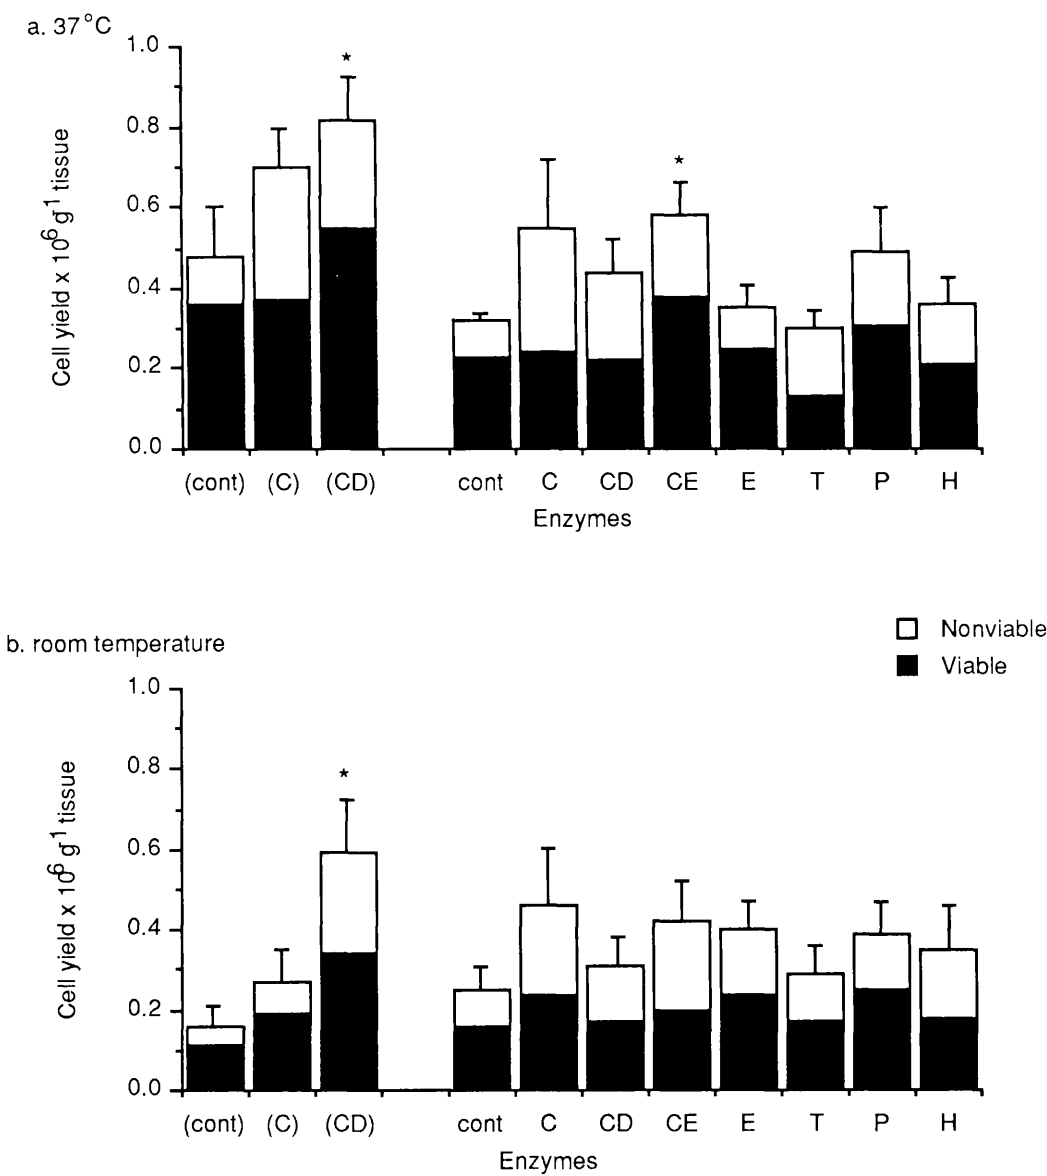 a. 37°C
*
*
1.0
0.8
0.6
0.4
0.2
0.0
Cell yield x 10⁶ g⁻¹ tissue
(cont) (C) (CD) cont C CD CE E T P H
Enzymes
Nonviable
Viable
b. room temperature
*
1.0
0.8
0.6
0.4
0.2
0.0
Cell yield x 10⁶ g⁻¹ tissue
(cont) (C) (CD) cont C CD CE E T P H
Enzymes